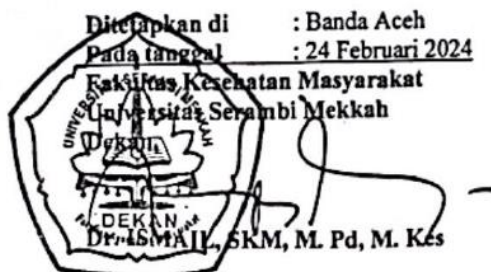 Ditetapkan di : Banda Aceh
Pada tanggal : 24 Februari 2024
Fakultas Kesehatan Masyarakat
Universitas Serambi Mekkah
Dekan,
DEKAN
Dr. ISMAIL, SKM, M. Pd, M. Kes